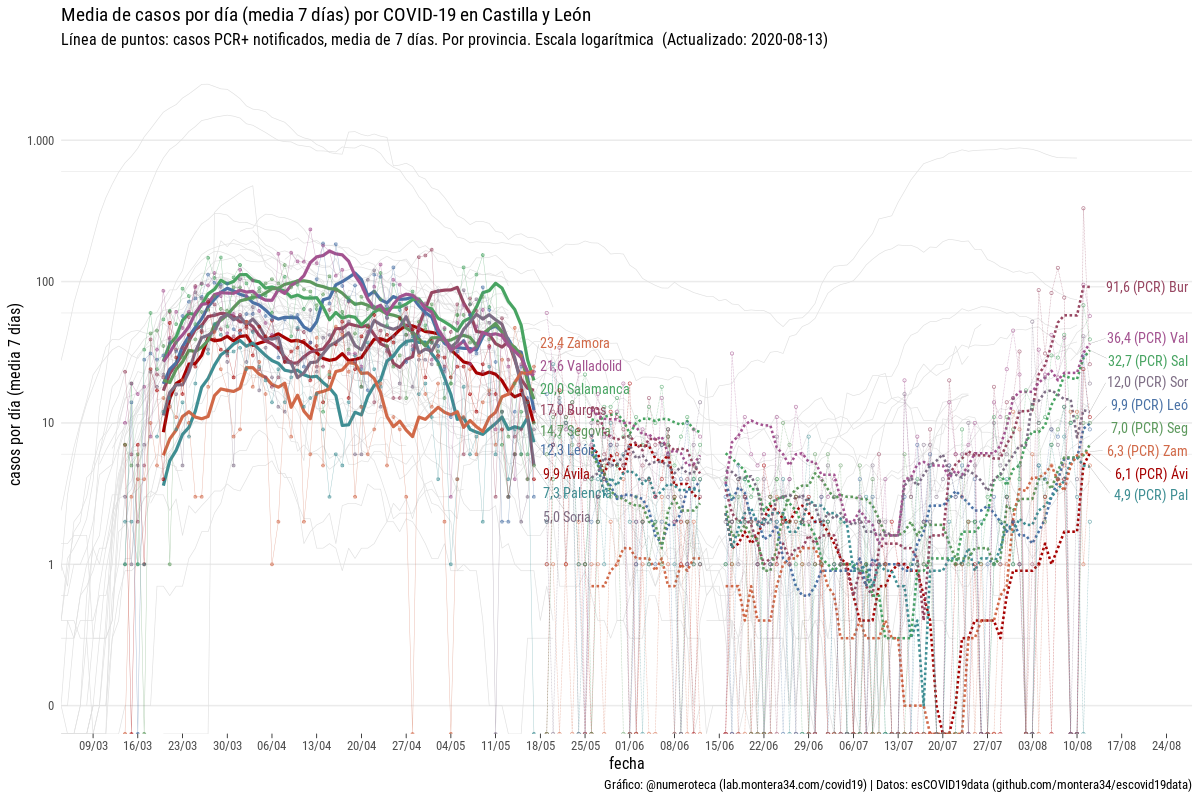 Media de casos por día (media 7 días) por COVID-19 en Castilla y León
Línea de puntos: casos PCR+ notificados, media de 7 días. Por provincia. Escala logarítmica (Actualizado: 2020-08-13)
casos por día (media 7 días)
1.000
100
10
1
0
23,4 Zamora
21,6 Valladolid
20,0 Salamanca
17,0 Burgos
14,7 Segovia
12,3 León
9,9 Ávila
7,3 Palencia
5,0 Soria
91,6 (PCR) Bur
36,4 (PCR) Val
32,7 (PCR) Sal
12,0 (PCR) Sor
9,9 (PCR) Leó
7,0 (PCR) Seg
6,3 (PCR) Zam
6,1 (PCR) Ávi
4,9 (PCR) Pal
09/03 16/03 23/03 30/03 06/04 13/04 20/04 27/04 04/05 11/05 18/05 25/05 01/06 08/06 15/06 22/06 29/06 06/07 13/07 20/07 27/07 03/08 10/08 17/08 24/08
fecha
Gráfico: @numeroteca (lab.montera34.com/covid19) | Datos: esCOVID19data (github.com/montera34/escovid19data)